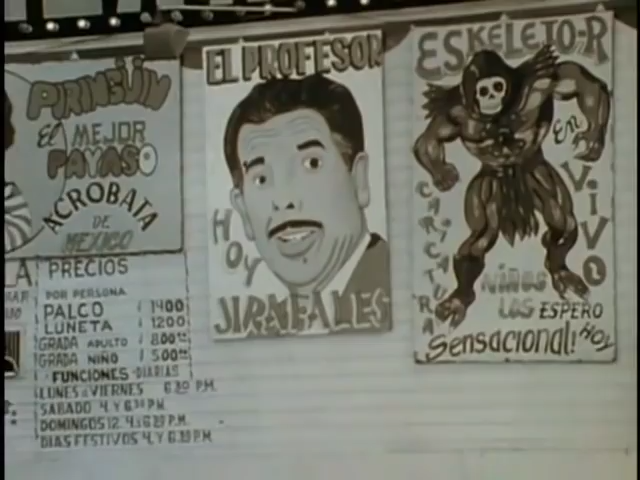 PIRINGÜIN
El MEJOR
PAYASO
ACROBATA
DE
MEXICO
PRECIOS
POR PERSONA
PALCO 1400
LUNETA 1200
GRADA ADULTO 800
GRADA NIÑO 500
FUNCIONES DIARIAS
LUNES a VIERNES 6:30 P.M.
SABADO 4 Y 6:30 P.M.
DOMINGOS 12, 4 Y 6:30 P.M.
DIAS FESTIVOS 4 Y 6:30 P.M.
EL PROFESOR
HOY
JIRAFALES
ESKELETO-R
En
ViVO
CARICATURA
NiÑOS
LOS ESPERO
HOY
Sensacional!